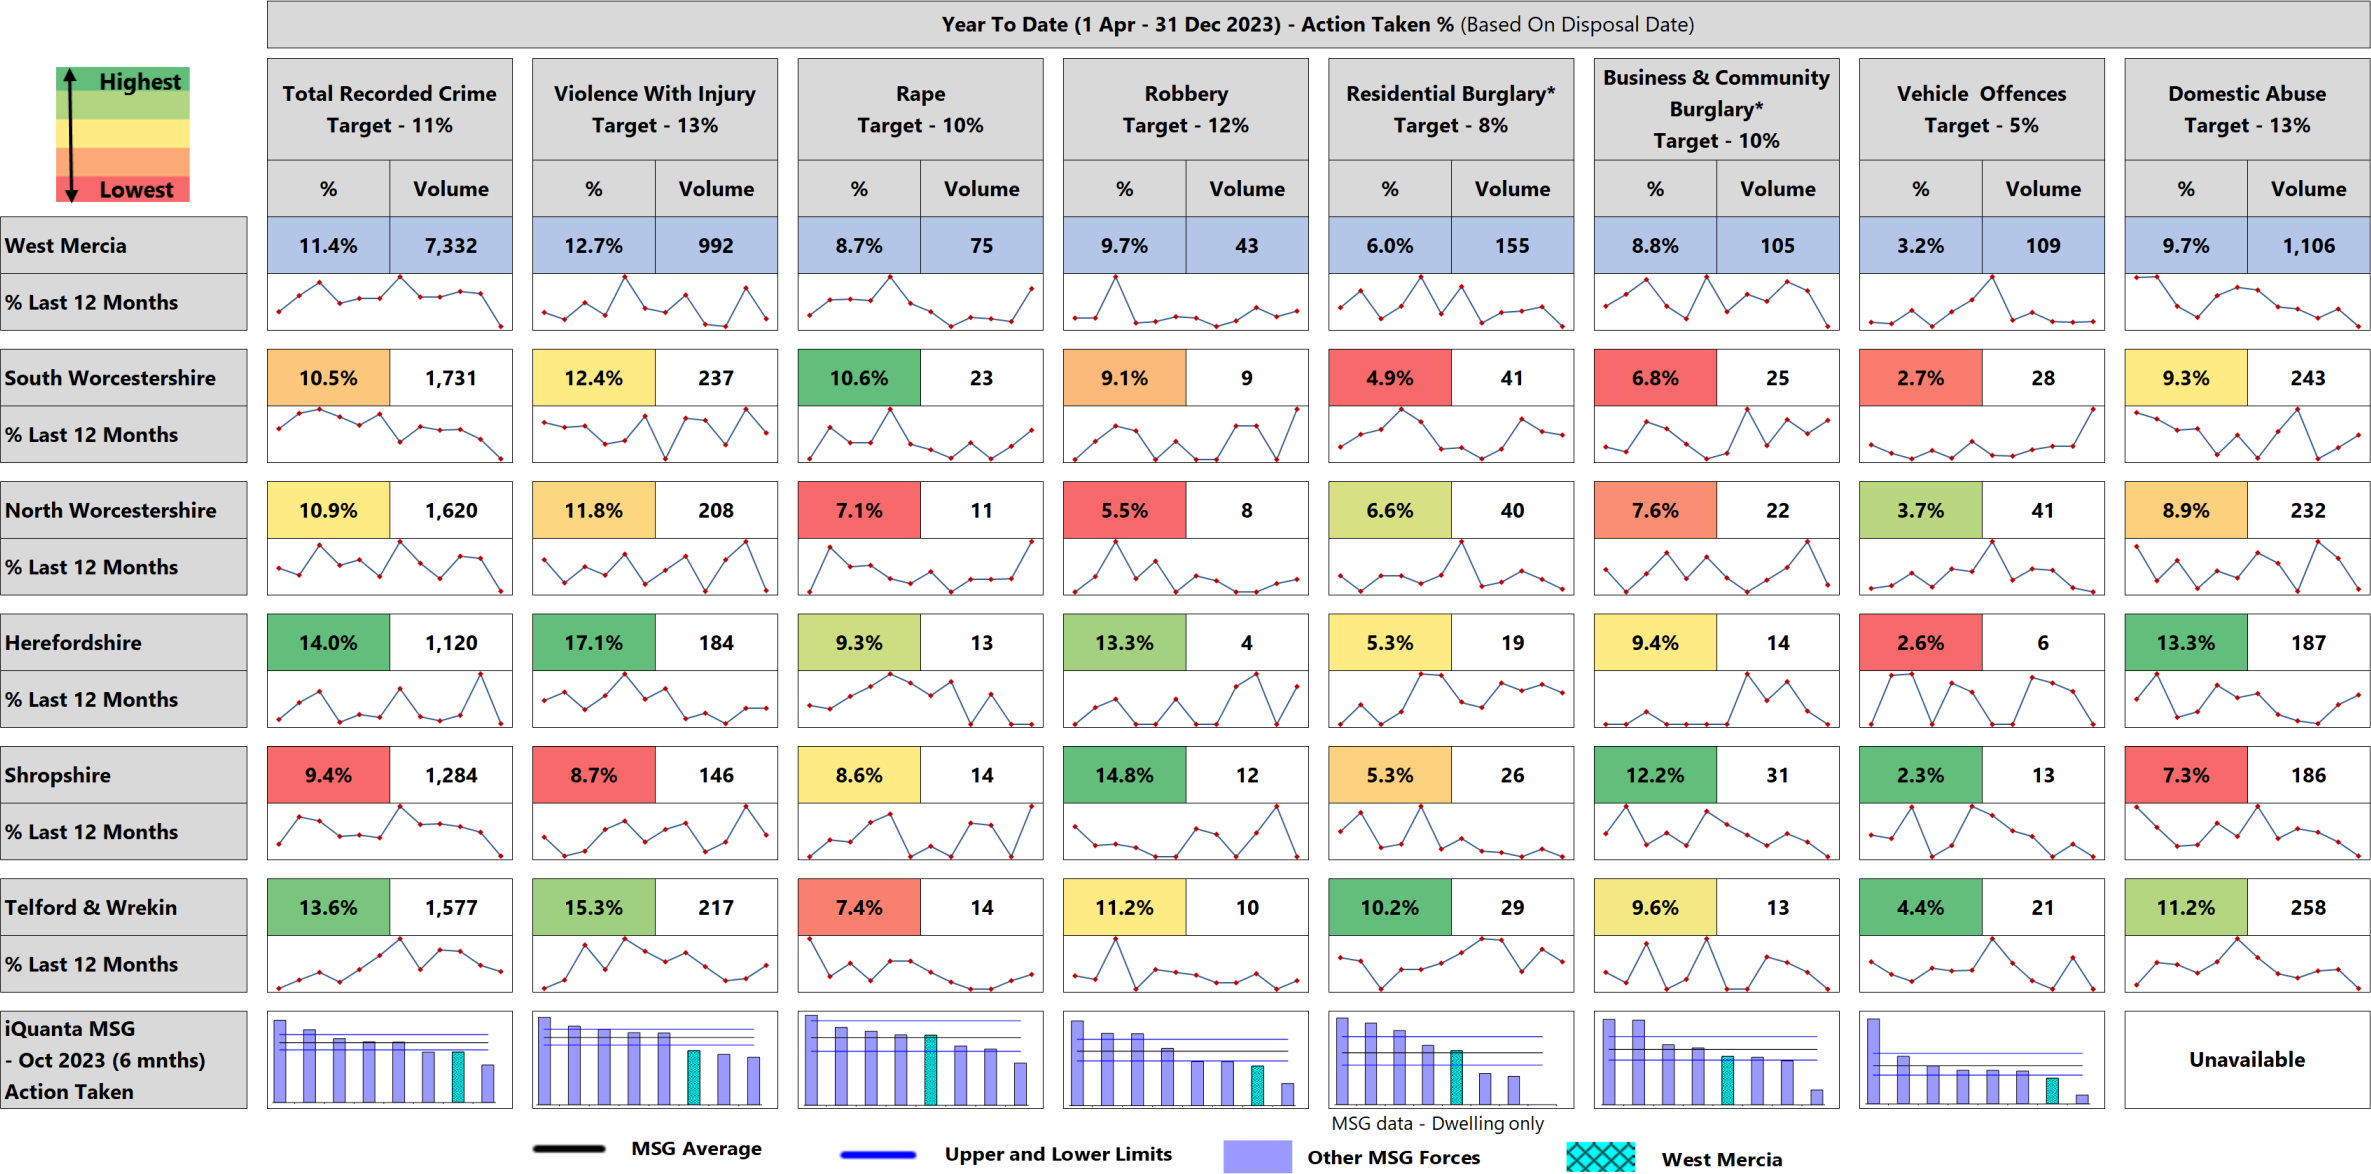 Year To Date (1 Apr - 31 Dec 2023) - Action Taken % (Based On Disposal Date)
Highest
Lowest
Total Recorded Crime
Target - 11%
Violence With Injury
Target - 13%
Rape
Target - 10%
Robbery
Target - 12%
Residential Burglary*
Target - 8%
Business & Community
Burglary*
Target - 10%
Vehicle Offences
Target - 5%
Domestic Abuse
Target - 13%
% Volume % Volume % Volume % Volume % Volume % Volume % Volume % Volume
West Mercia 11.4% 7,332 12.7% 992 8.7% 75 9.7% 43 6.0% 155 8.8% 105 3.2% 109 9.7% 1,106
% Last 12 Months
South Worcestershire 10.5% 1,731 12.4% 237 10.6% 23 9.1% 9 4.9% 41 6.8% 25 2.7% 28 9.3% 243
% Last 12 Months
North Worcestershire 10.9% 1,620 11.8% 208 7.1% 11 5.5% 8 6.6% 40 7.6% 22 3.7% 41 8.9% 232
% Last 12 Months
Herefordshire 14.0% 1,120 17.1% 184 9.3% 13 13.3% 4 5.3% 19 9.4% 14 2.6% 6 13.3% 187
% Last 12 Months
Shropshire 9.4% 1,284 8.7% 146 8.6% 14 14.8% 12 5.3% 26 12.2% 31 2.3% 13 7.3% 186
% Last 12 Months
Telford & Wrekin 13.6% 1,577 15.3% 217 7.4% 14 11.2% 10 10.2% 29 9.6% 13 4.4% 21 11.2% 258
% Last 12 Months
iQuanta MSG
- Oct 2023 (6 mnths)
Action Taken
Unavailable
MSG data - Dwelling only
MSG Average
Upper and Lower Limits
Other MSG Forces
West Mercia